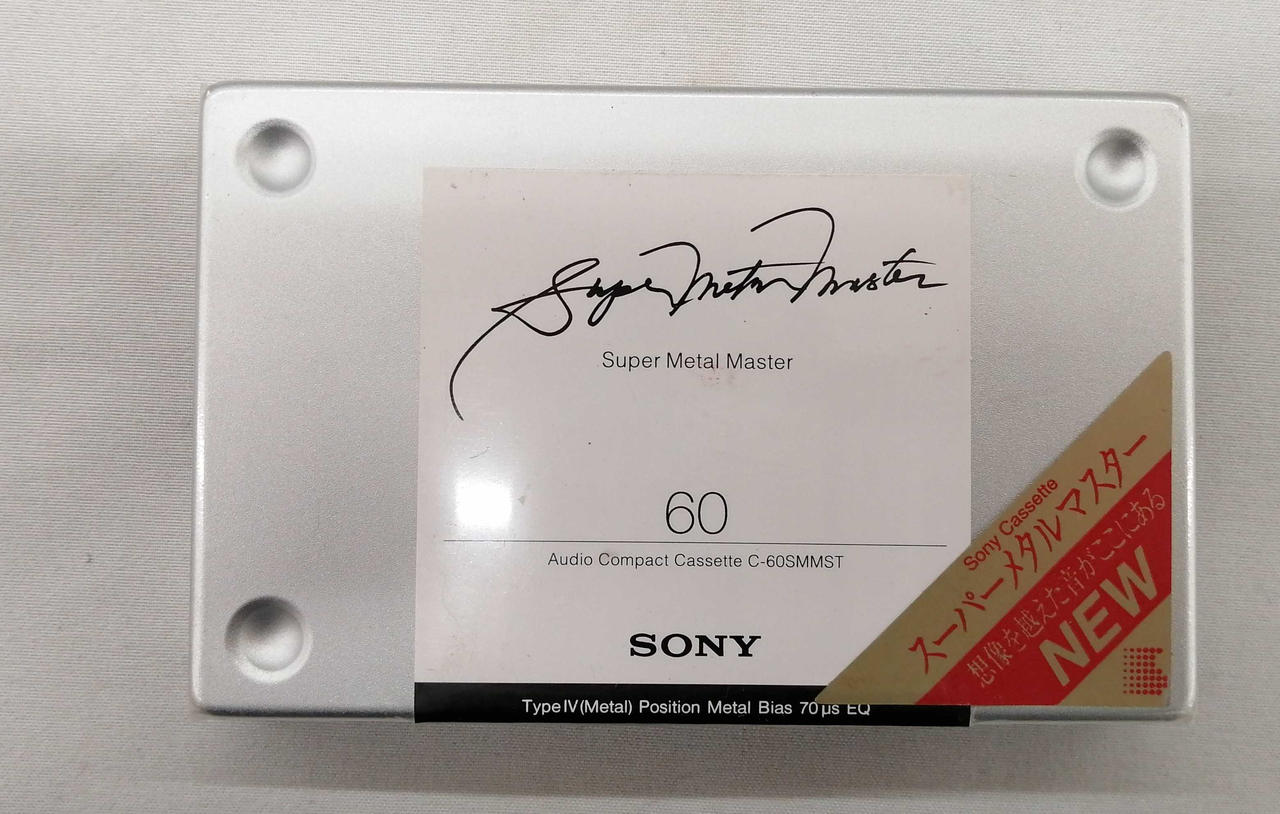 Super Metal Master
Super Metal Master
60
Audio Compact Cassette C-60SMMST
SONY
Type IV (Metal) Position Metal Bias 70 µs EQ
Sony Cassette
スーパーメタルマスター
想像を越えた音がここにある
NEW